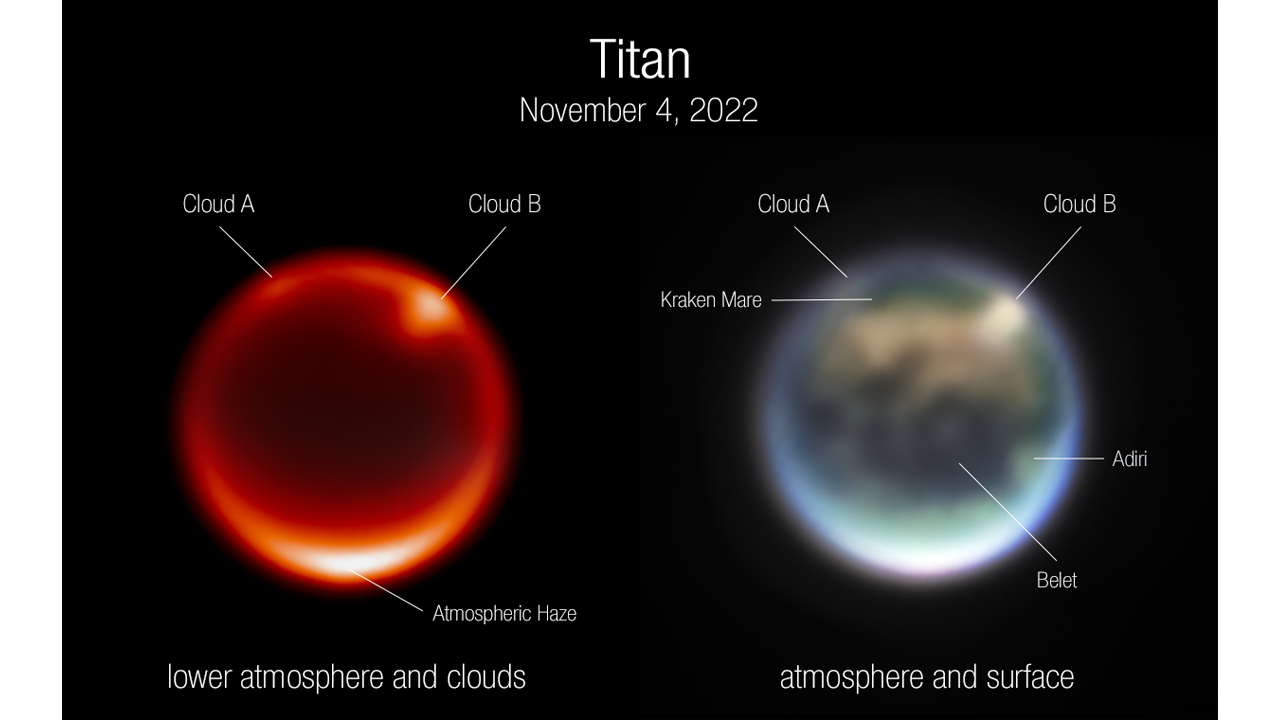 Titan
November 4, 2022
Cloud A
Cloud B
Atmospheric Haze
lower atmosphere and clouds
Cloud A
Cloud B
Kraken Mare
Adiri
Belet
atmosphere and surface